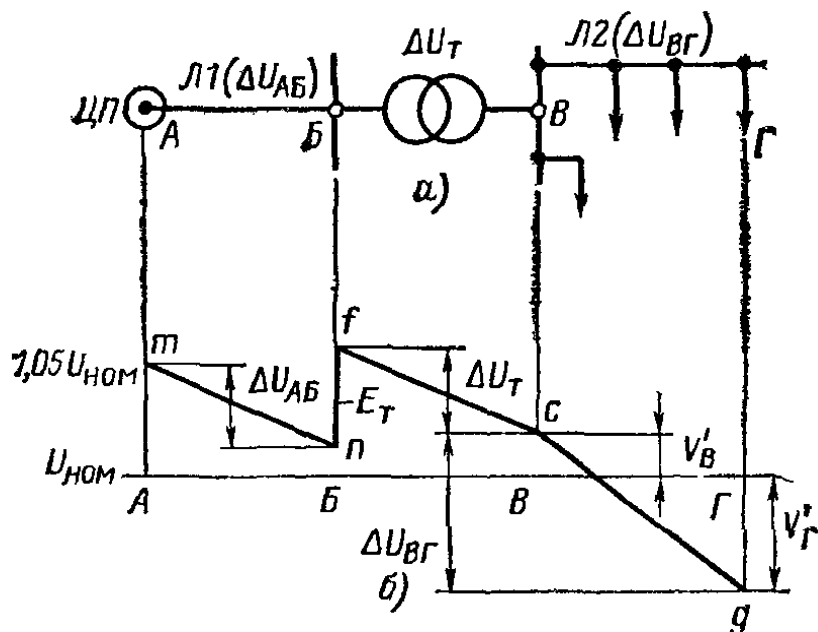 Л1(ΔU_АБ) ΔU_Т Л2(ΔU_ВГ)
ЦП А Б В Г
а)
m f
1,05U_ном ΔU_АБ E_Т ΔU_Т c
n V'_В
U_ном
А Б В Г V'_Г
ΔU_ВГ
б)
g